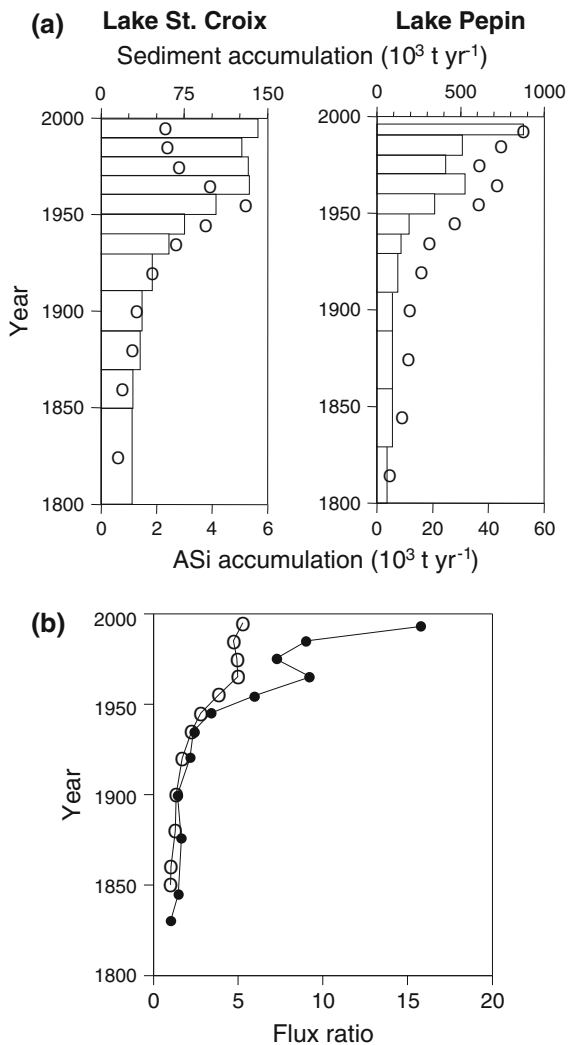 (a) Lake St. Croix Lake Pepin
Sediment accumulation (10³ t yr⁻¹)
0 75 150 0 500 1000
2000 2000
1950 1950
1900 1900
1850 1850
1800 1800
Year
0 2 4 6 0 20 40 60
ASi accumulation (10³ t yr⁻¹)
(b)
2000
1950
1900
1850
1800
Year
0 5 10 15 20
Flux ratio